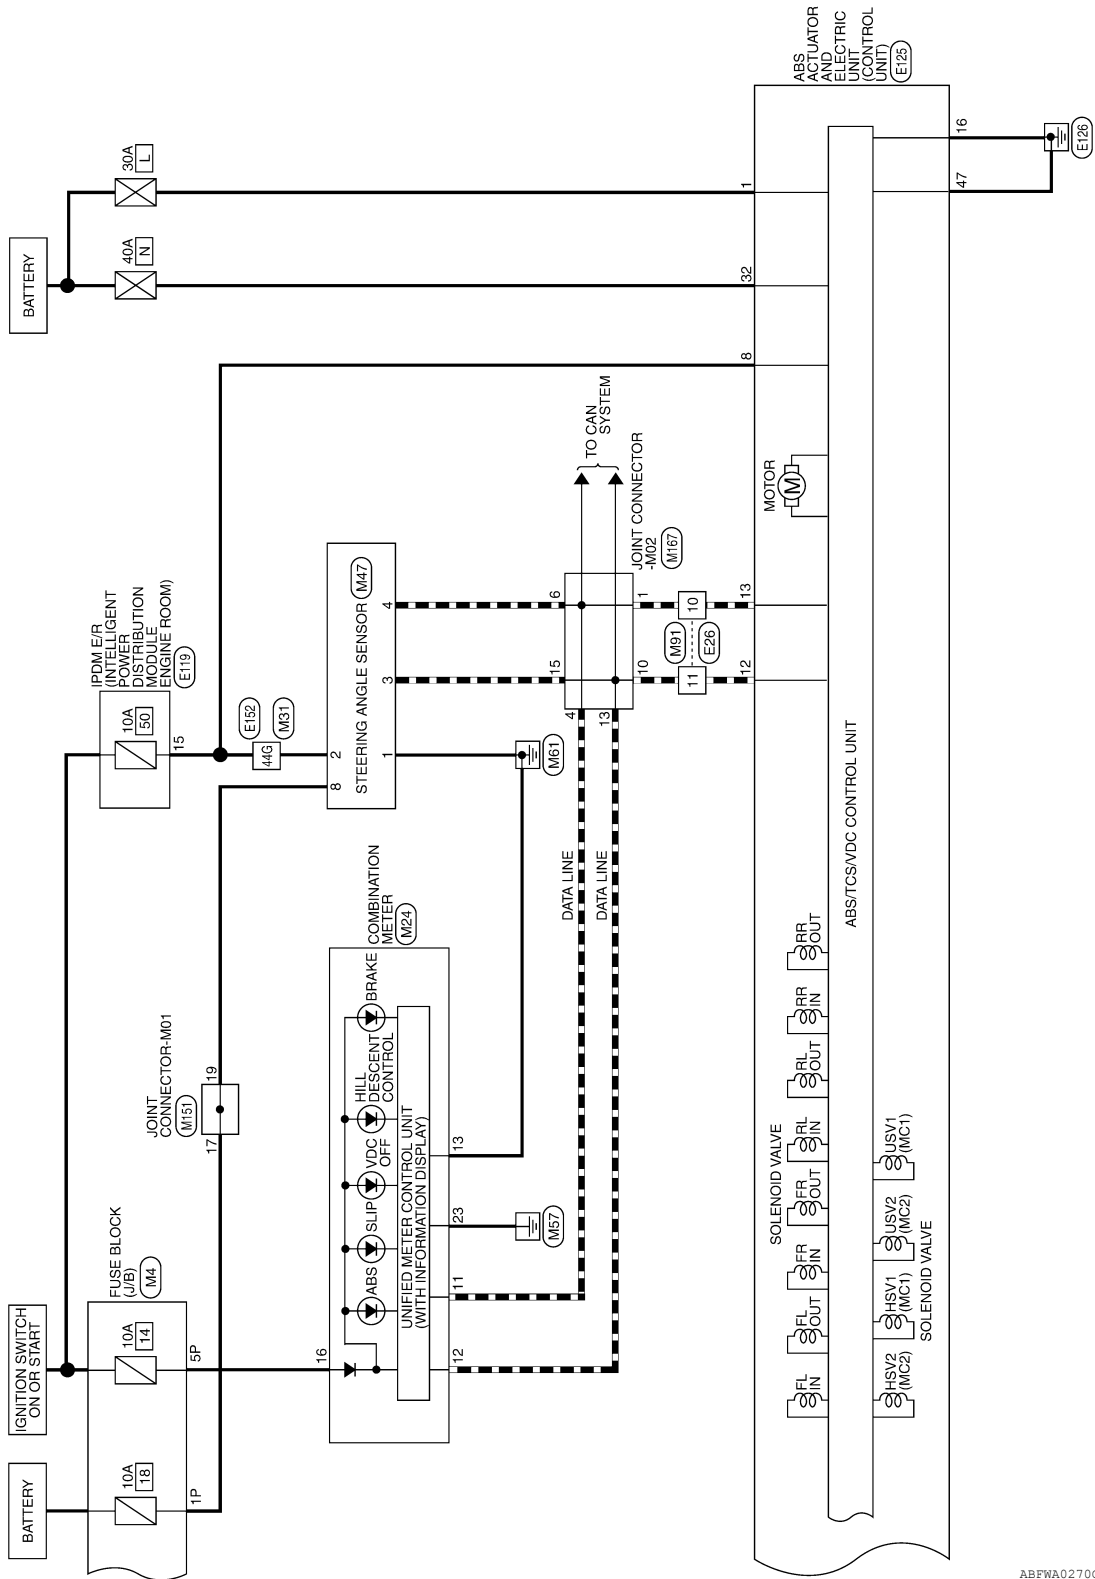 BATTERY
IGNITION SWITCH
ON OR START
BATTERY
FUSE BLOCK
(J/B)
M4
10A
18
10A
14
1P
5P
IPDM E/R
(INTELLIGENT
POWER
DISTRIBUTION
MODULE
ENGINE ROOM)
E119
10A
50
15
40A
N
30A
L
JOINT
CONNECTOR-M01
M151
17
19
E152
M31
44G
16
8
2
COMBINATION
METER
M24
ABS
SLIP
VDC
OFF
HILL
DESCENT
CONTROL
BRAKE
UNIFIED METER CONTROL UNIT
(WITH INFORMATION DISPLAY)
12
11
23
13
STEERING ANGLE SENSOR
M47
1
3
4
M57
M61
DATA LINE
DATA LINE
4
13
15
6
10
1
TO CAN
SYSTEM
JOINT CONNECTOR
-M02
M167
11
10
M91
E26
12
13
8
32
1
ABS
ACTUATOR
AND
ELECTRIC
UNIT
(CONTROL
UNIT)
E125
SOLENOID VALVE
FL
IN
FL
OUT
FR
IN
FR
OUT
RL
IN
RL
OUT
RR
IN
RR
OUT
MOTOR
M
ABS/TCS/VDC CONTROL UNIT
HSV2
(MC2)
HSV1
(MC1)
USV2
(MC2)
USV1
(MC1)
SOLENOID VALVE
47
16
E126